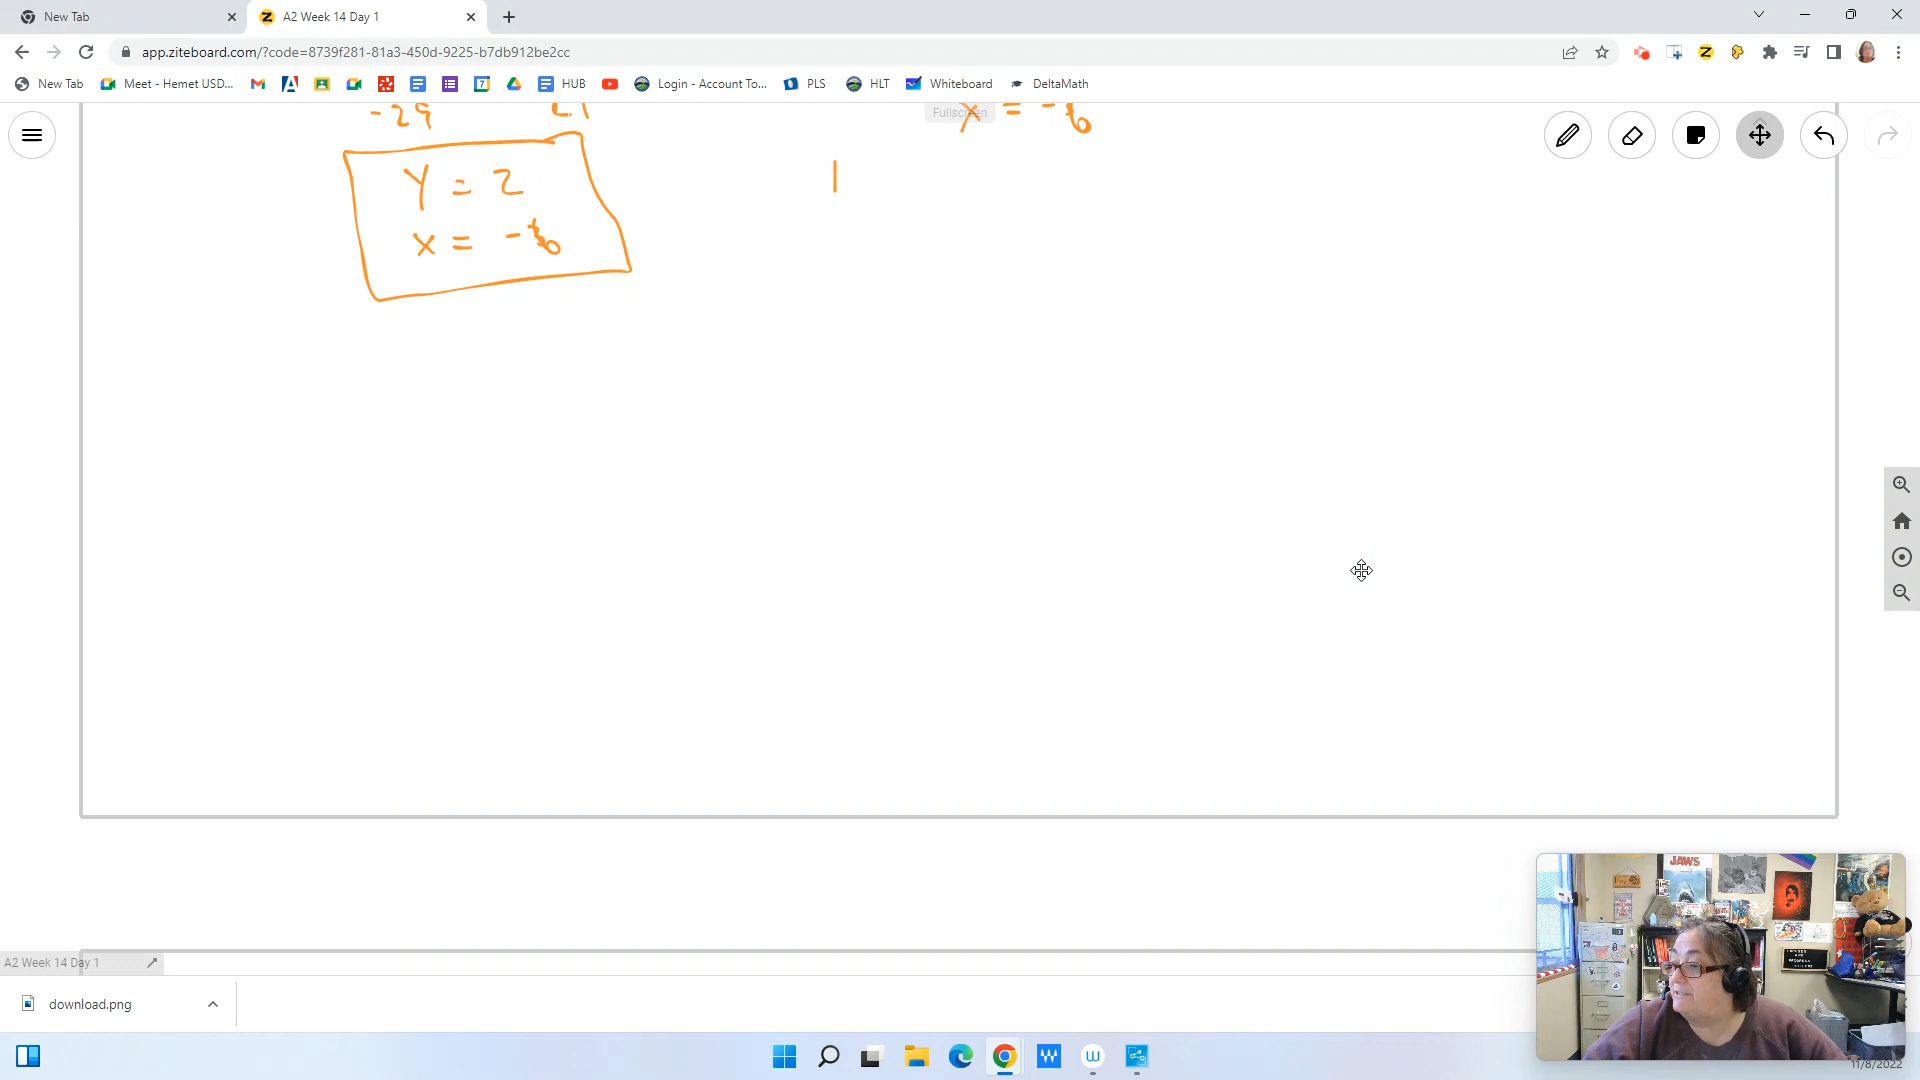 New Tab
A2 Week 14 Day 1
app.ziteboard.com/?code=8739f281-81a3-450d-9225-b7db912be2cc
New Tab
Meet - Hemet USD...
HUB
Login - Account To...
PLS
HLT
Whiteboard
DeltaMath
Fullscreen
x = -6
Y = 2
x = -6
A2 Week 14 Day 1
download.png
JAWS
11/8/2022